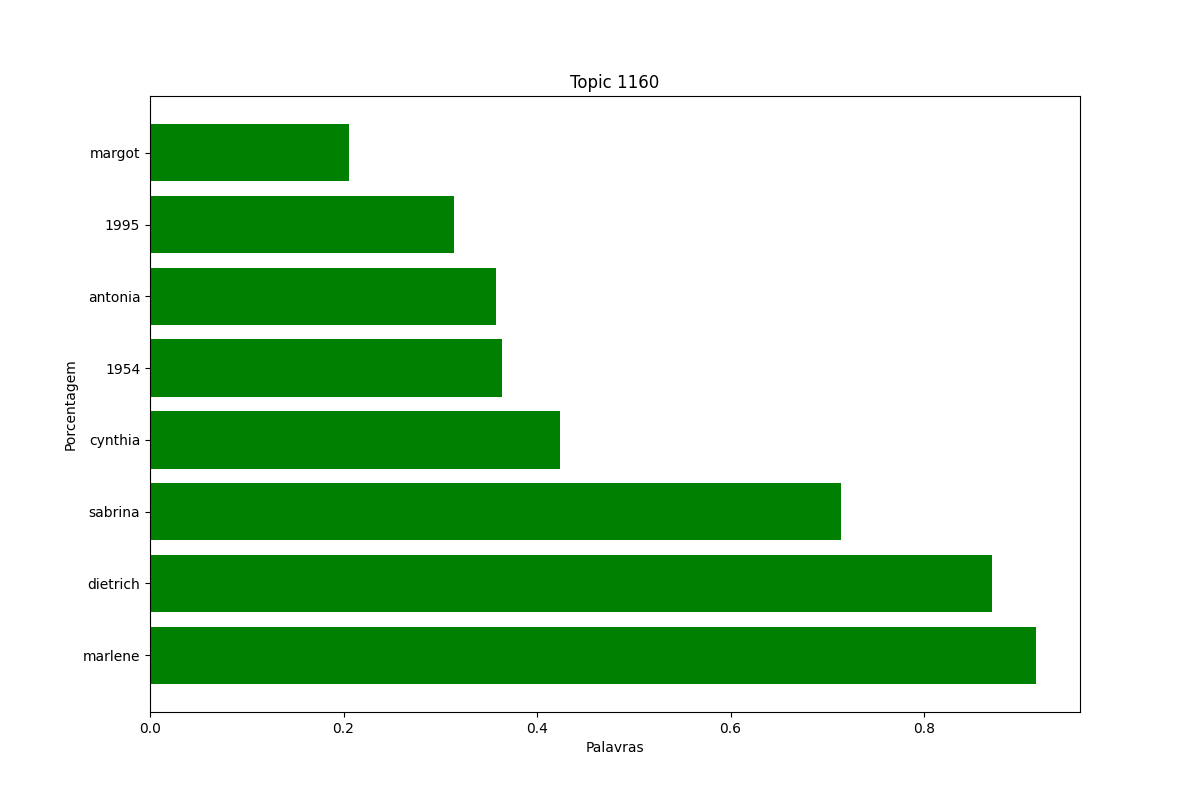 Topic 1160
margot
1995
antonia
1954
cynthia
sabrina
dietrich
marlene
Porcentagem
0.0 0.2 0.4 0.6 0.8
Palavras